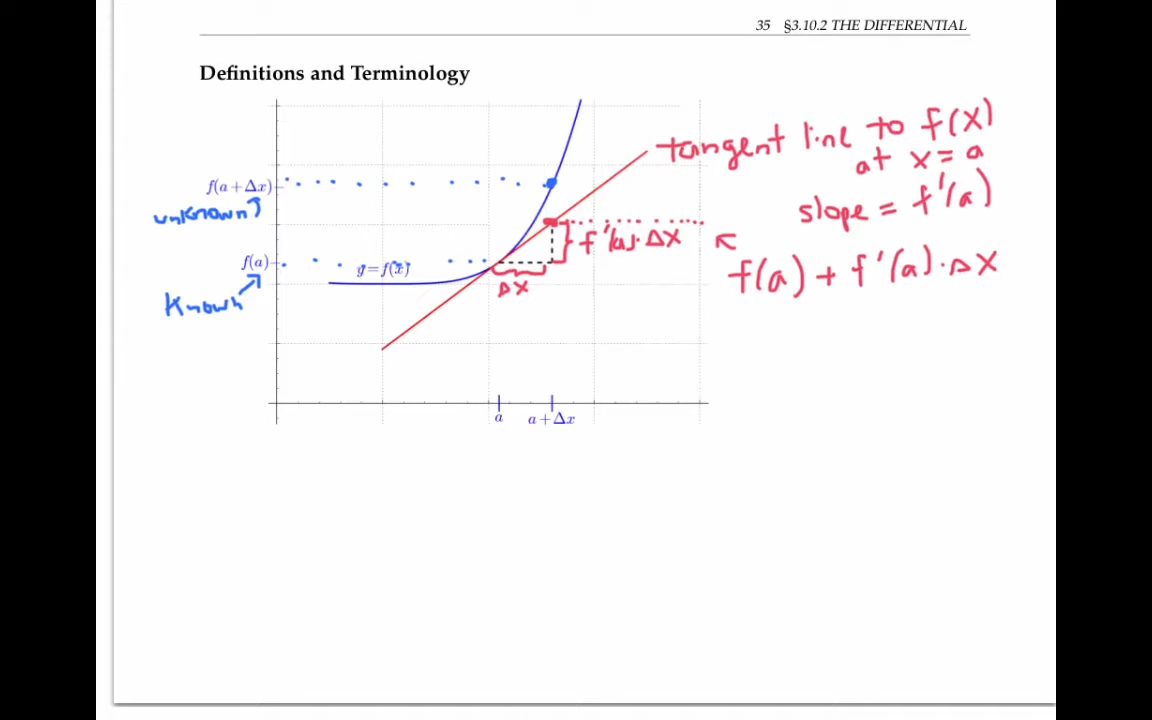 35 §3.10.2 THE DIFFERENTIAL
Definitions and Terminology
tangent line to f(x)
at x = a
f(a + Δx)
unknown
slope = f'(a)
f'(a)·Δx
f(a)
y = f(x)
f(a) + f'(a)·Δx
Δx
Known
a
a + Δx